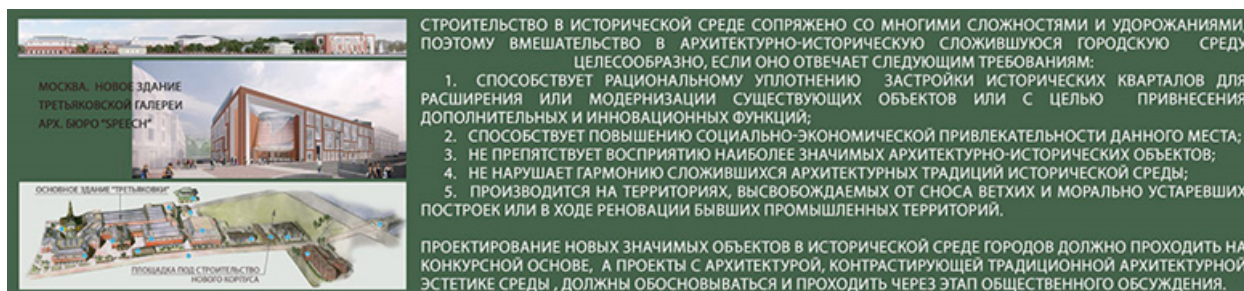 МОСКВА. НОВОЕ ЗДАНИЕ
ТРЕТЬЯКОВСКОЙ ГАЛЕРЕИ
АРХ. БЮРО "SPEECH"
ОСНОВНОЕ ЗДАНИЕ "ТРЕТЬЯКОВКИ"
ПЛОЩАДКА ПОД СТРОИТЕЛЬСТВО
НОВОГО КОРПУСА
СТРОИТЕЛЬСТВО В ИСТОРИЧЕСКОЙ СРЕДЕ СОПРЯЖЕНО СО МНОГИМИ СЛОЖНОСТЯМИ И УДОРОЖАНИЯМИ,
ПОЭТОМУ ВМЕШАТЕЛЬСТВО В АРХИТЕКТУРНО-ИСТОРИЧЕСКУЮ СЛОЖИВШУЮСЯ ГОРОДСКУЮ СРЕДУ
ЦЕЛЕСООБРАЗНО, ЕСЛИ ОНО ОТВЕЧАЕТ СЛЕДУЮЩИМ ТРЕБОВАНИЯМ:
1. СПОСОБСТВУЕТ РАЦИОНАЛЬНОМУ УПЛОТНЕНИЮ ЗАСТРОЙКИ ИСТОРИЧЕСКИХ КВАРТАЛОВ ДЛЯ
РАСШИРЕНИЯ ИЛИ МОДЕРНИЗАЦИИ СУЩЕСТВУЮЩИХ ОБЪЕКТОВ ИЛИ С ЦЕЛЬЮ ПРИВНЕСЕНИЯ
ДОПОЛНИТЕЛЬНЫХ И ИННОВАЦИОННЫХ ФУНКЦИЙ;
2. СПОСОБСТВУЕТ ПОВЫШЕНИЮ СОЦИАЛЬНО-ЭКОНОМИЧЕСКОЙ ПРИВЛЕКАТЕЛЬНОСТИ ДАННОГО МЕСТА;
3. НЕ ПРЕПЯТСТВУЕТ ВОСПРИЯТИЮ НАИБОЛЕЕ ЗНАЧИМЫХ АРХИТЕКТУРНО-ИСТОРИЧЕСКИХ ОБЪЕКТОВ;
4. НЕ НАРУШАЕТ ГАРМОНИЮ СЛОЖИВШИХСЯ АРХИТЕКТУРНЫХ ТРАДИЦИЙ ИСТОРИЧЕСКОЙ СРЕДЫ;
5. ПРОИЗВОДИТСЯ НА ТЕРРИТОРИЯХ, ВЫСВОБОЖДАЕМЫХ ОТ СНОСА ВЕТХИХ И МОРАЛЬНО УСТАРЕВШИХ
ПОСТРОЕК ИЛИ В ХОДЕ РЕНОВАЦИИ БЫВШИХ ПРОМЫШЛЕННЫХ ТЕРРИТОРИЙ.
ПРОЕКТИРОВАНИЕ НОВЫХ ЗНАЧИМЫХ ОБЪЕКТОВ В ИСТОРИЧЕСКОЙ СРЕДЕ ГОРОДОВ ДОЛЖНО ПРОХОДИТЬ НА
КОНКУРСНОЙ ОСНОВЕ, А ПРОЕКТЫ С АРХИТЕКТУРОЙ, КОНТРАСТИРУЮЩЕЙ ТРАДИЦИОННОЙ АРХИТЕКТУРНОЙ
ЭСТЕТИКЕ СРЕДЫ , ДОЛЖНЫ ОБОСНОВЫВАТЬСЯ И ПРОХОДИТЬ ЧЕРЕЗ ЭТАП ОБЩЕСТВЕННОГО ОБСУЖДЕНИЯ.